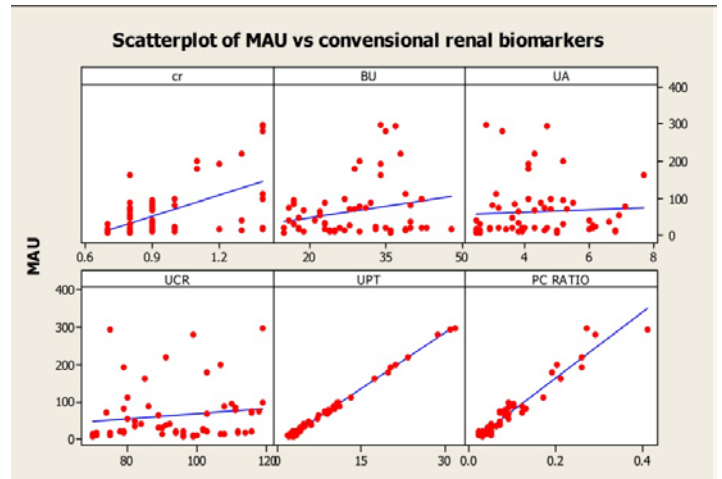 Scatterplot of MAU vs convensional renal biomarkers
cr BU UA
400
300
200
100
0
0.6 0.9 1.2 20 35 50 4 6 8
MAU
UCR UPT PC RATIO
400
300
200
100
0
80 100 120 0 15 30 0.0 0.2 0.4